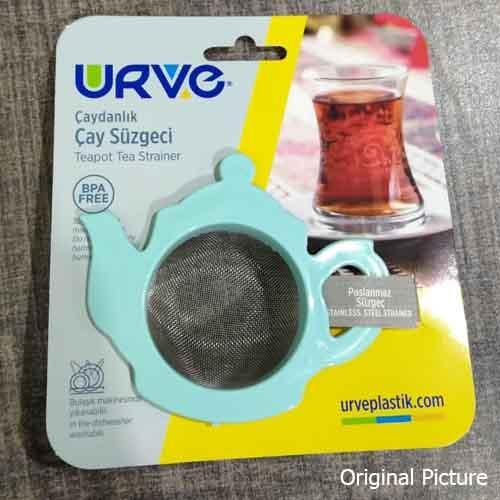 URVE®
Çaydanlık
Çay Süzgeci
Teapot Tea Strainer
BPA
FREE
Paslanmaz
Süzgeç
STAINLESS STEEL STRAINER
Bulaşık makinesinde
yıkanabilir
in the dishwasher
washable
urveplastik.com
Original Picture